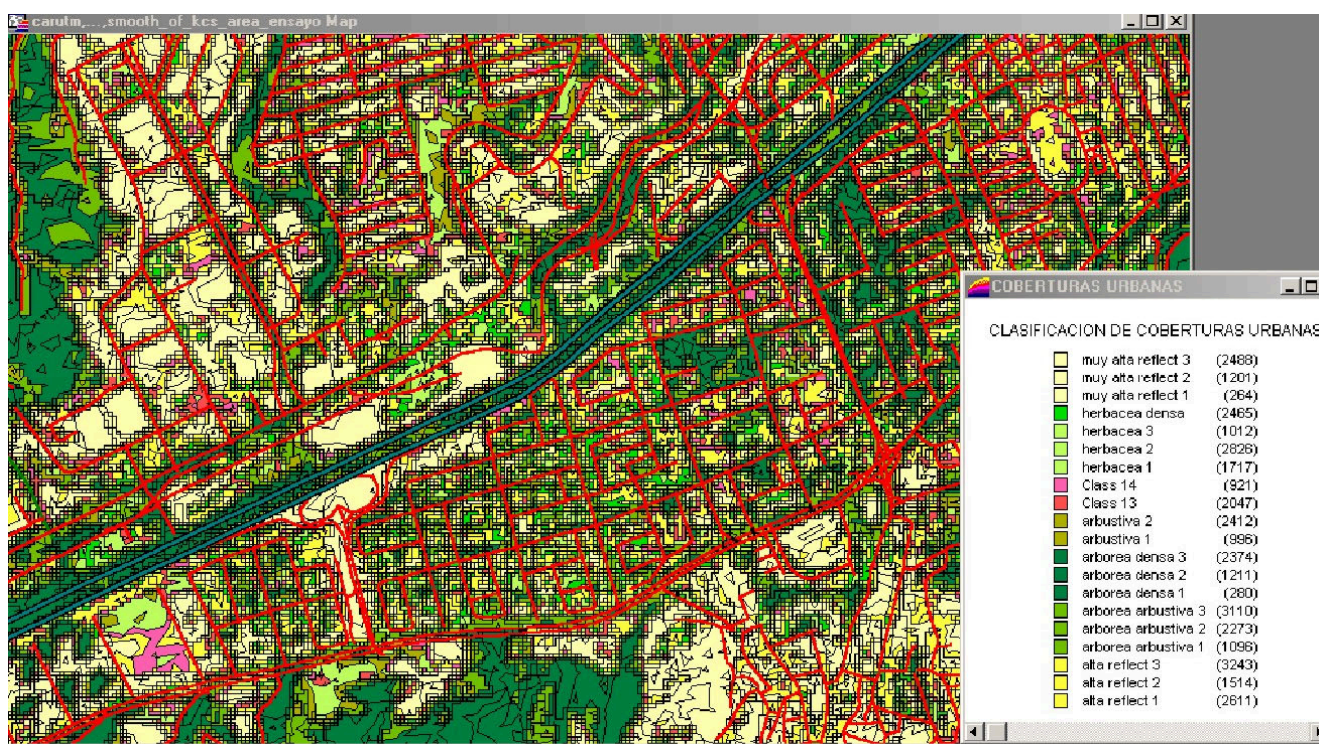 carutm,...,smooth_of_kcs_area_ensayo Map
COBERTURAS URBANAS
CLASIFICACION DE COBERTURAS URBANAS
muy alta reflect 3 (2488)
muy alta reflect 2 (1201)
muy alta reflect 1 (264)
herbacea densa (2465)
herbacea 3 (1012)
herbacea 2 (2826)
herbacea 1 (1717)
Class 14 (921)
Class 13 (2047)
arbustiva 2 (2412)
arbustiva 1 (996)
arborea densa 3 (2374)
arborea densa 2 (1211)
arborea densa 1 (280)
arborea arbustiva 3 (3110)
arborea arbustiva 2 (2273)
arborea arbustiva 1 (1096)
alta reflect 3 (3243)
alta reflect 2 (1514)
alta reflect 1 (2611)